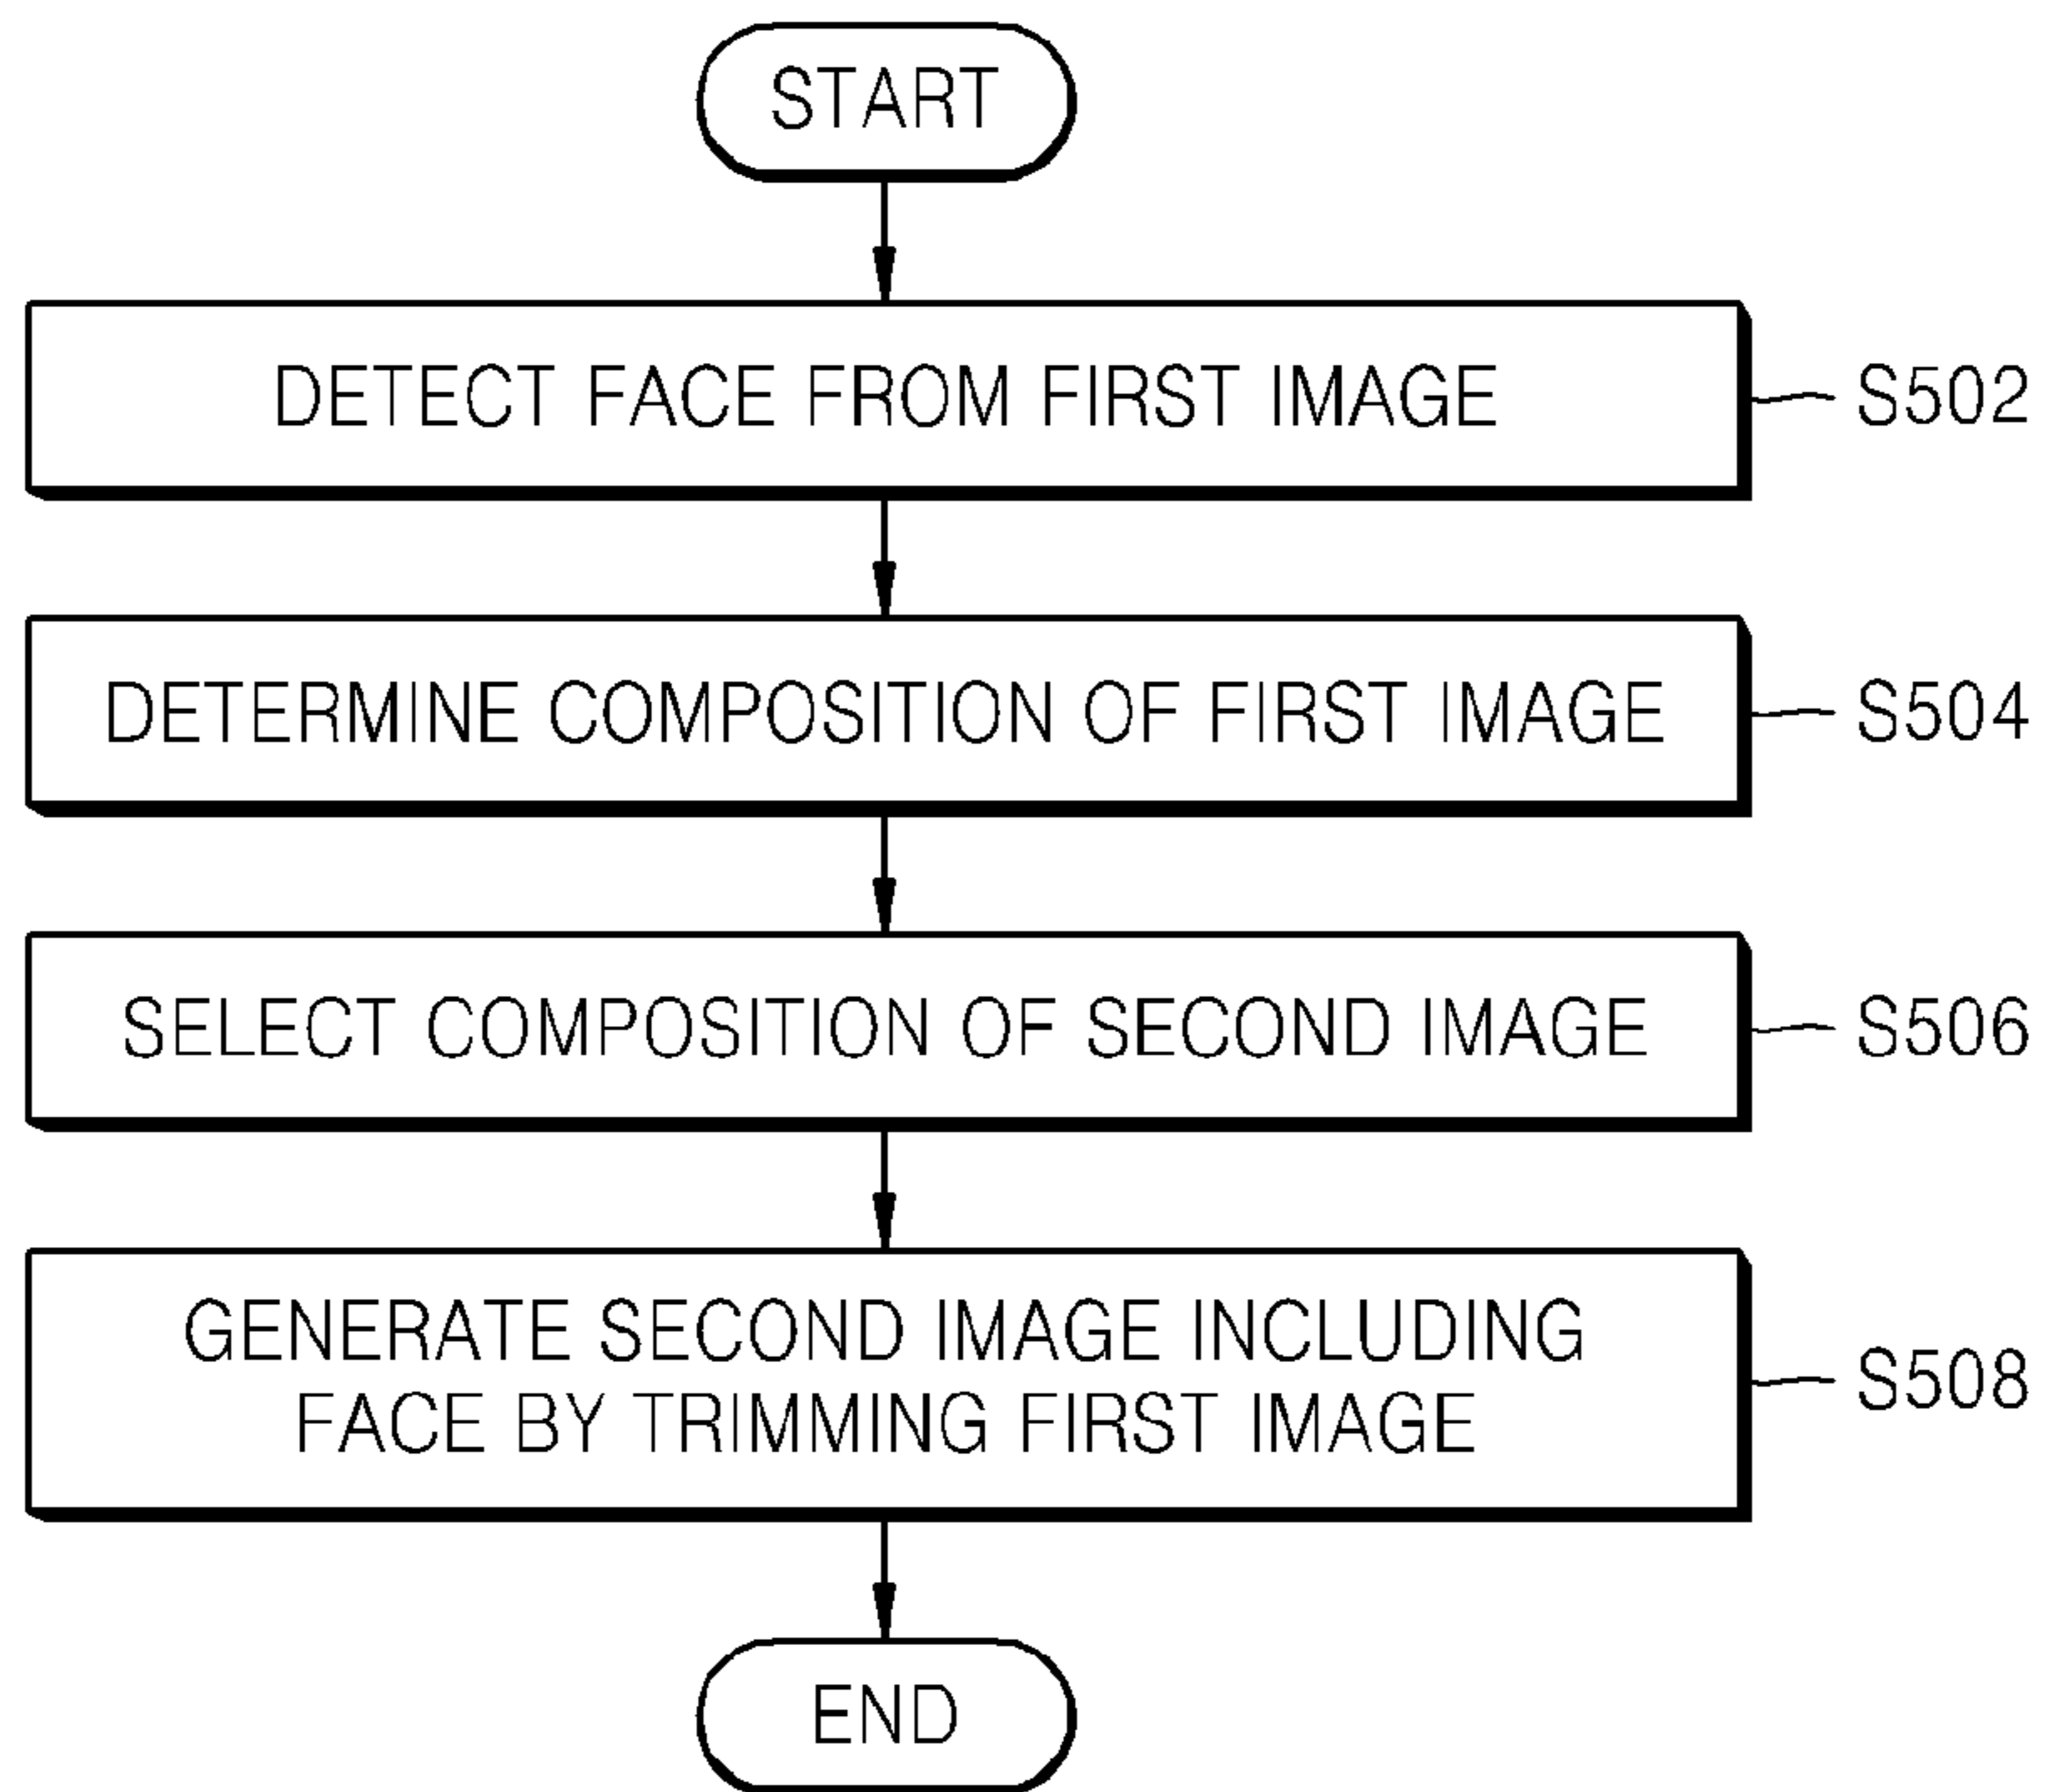 START
DETECT FACE FROM FIRST IMAGE
S502
DETERMINE COMPOSITION OF FIRST IMAGE
S504
SELECT COMPOSITION OF SECOND IMAGE
S506
GENERATE SECOND IMAGE INCLUDING
FACE BY TRIMMING FIRST IMAGE
S508
END